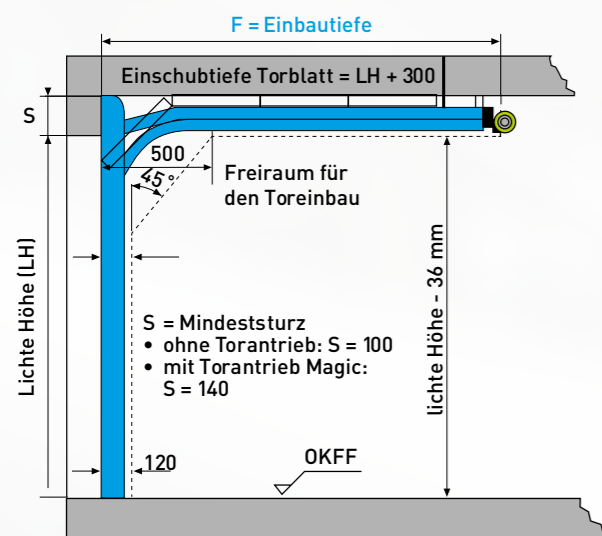 F = Einbautiefe
Einschubtiefe Torblatt = LH + 300
S
500
45°
Freiraum für
den Toreinbau
Lichte Höhe (LH)
lichte Höhe - 36 mm
S = Mindeststurz
• ohne Torantrieb: S = 100
• mit Torantrieb Magic:
S = 140
120
OKFF